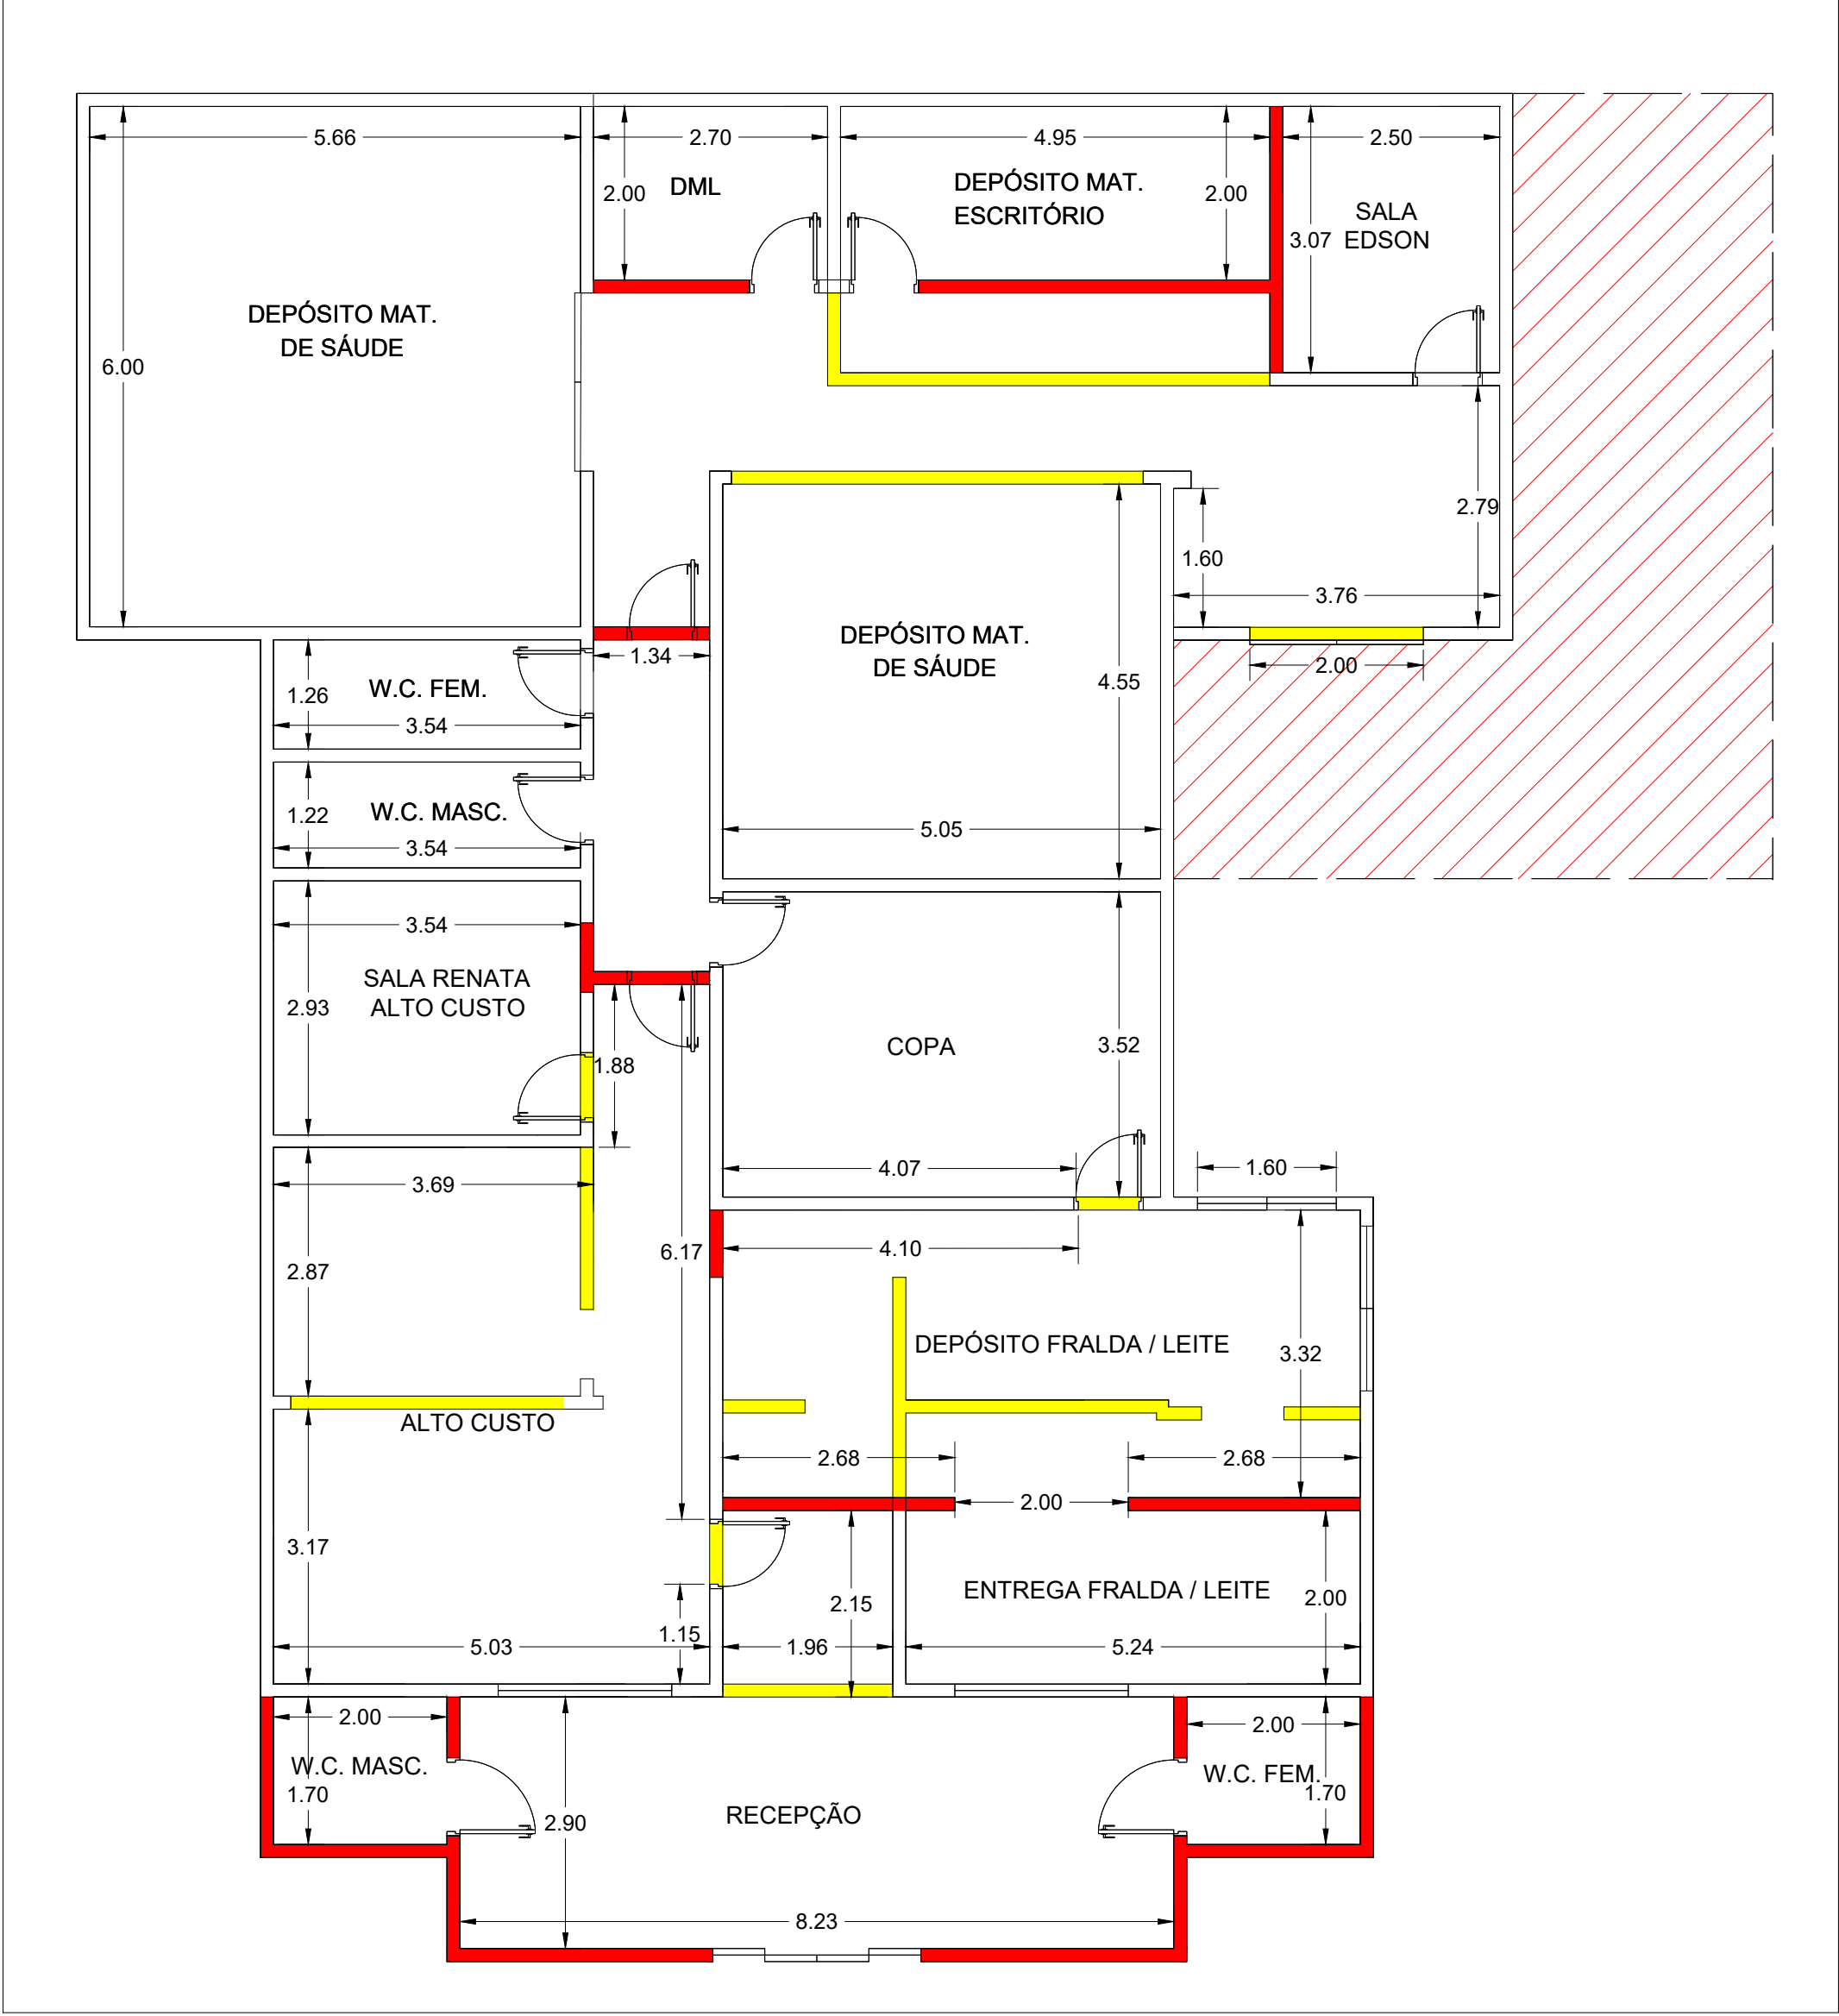 5.66
2.70
4.95
2.50
DML
2.00
DEPÓSITO MAT.
ESCRITÓRIO
2.00
SALA
EDSON
3.07
DEPÓSITO MAT.
DE SÁUDE
6.00
2.79
1.60
3.76
DEPÓSITO MAT.
DE SÁUDE
1.34
2.00
4.55
W.C. FEM.
1.26
3.54
W.C. MASC.
1.22
3.54
5.05
3.54
SALA RENATA
ALTO CUSTO
2.93
COPA
3.52
1.88
4.07
1.60
3.69
4.10
6.17
2.87
DEPÓSITO FRALDA / LEITE
3.32
ALTO CUSTO
2.68
2.68
2.00
3.17
ENTREGA FRALDA / LEITE
2.15
2.00
1.15
5.03
1.96
5.24
2.00
2.00
W.C. MASC.
W.C. FEM.
1.70
1.70
RECEPÇÃO
2.90
8.23